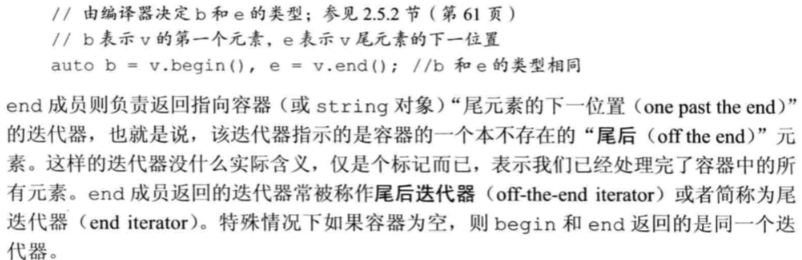 // 由编译器决定 b 和 e 的类型；参见 2.5.2 节（第 61 页）
// b 表示 v 的第一个元素，e 表示 v 尾元素的下一位置
auto b = v.begin(), e = v.end(); //b 和 e 的类型相同
end 成员则负责返回指向容器（或 string 对象）“尾元素的下一位置（one past the end）”
的迭代器，也就是说，该迭代器指示的是容器的一个本不存在的“尾后（off the end）”元
素。这样的迭代器没什么实际含义，仅是个标记而已，表示我们已经处理完了容器中的所
有元素。end 成员返回的迭代器常被称作尾后迭代器（off-the-end iterator）或者简称为尾
迭代器（end iterator）。特殊情况下如果容器为空，则 begin 和 end 返回的是同一个迭
代器。